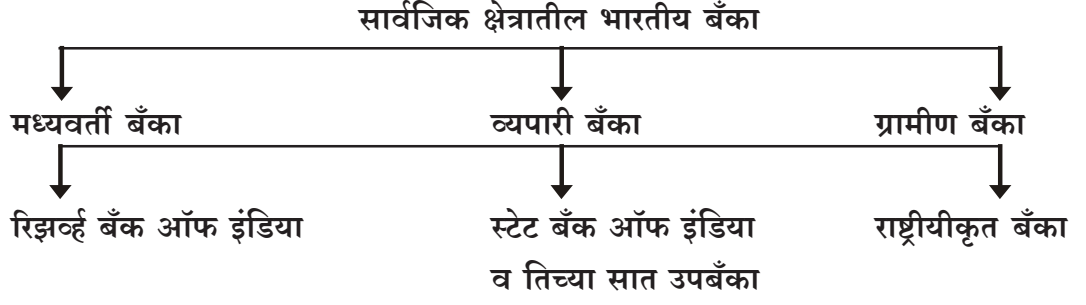 सार्वजिक क्षेत्रातील भारतीय बँका
मध्यवर्ती बँका व्यपारी बँका ग्रामीण बँका
रिझर्व्ह बँक ऑफ इंडिया स्टेट बँक ऑफ इंडिया राष्ट्रीयीकृत बँका
व तिच्या सात उपबँका